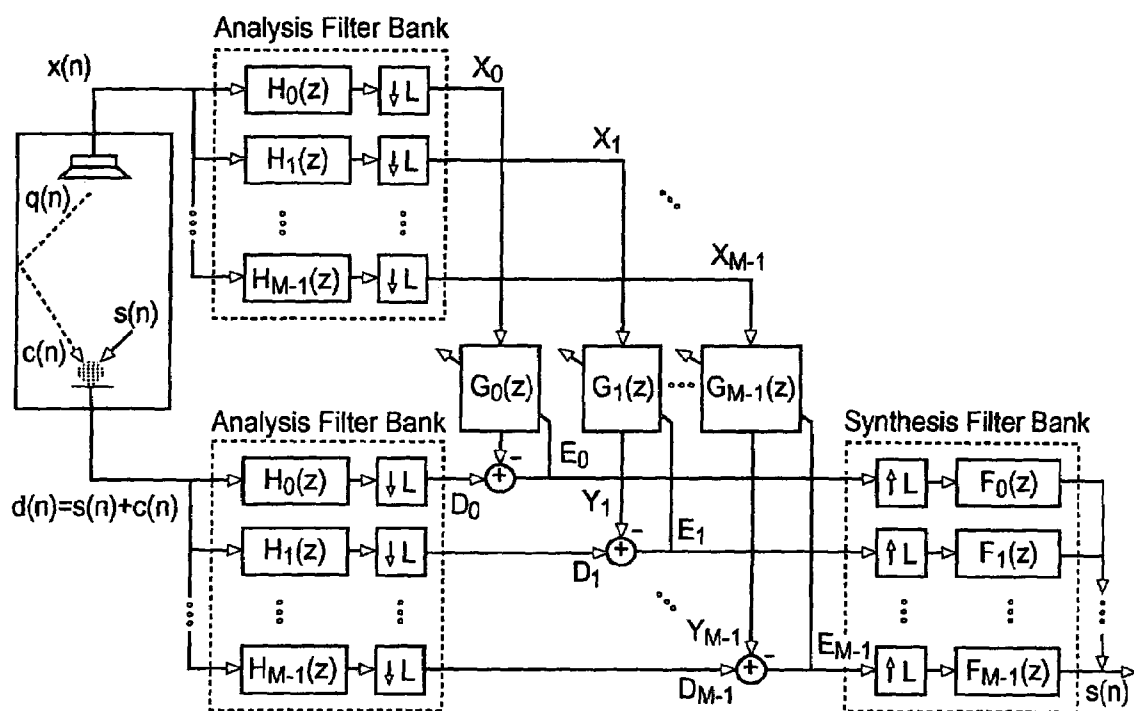 Analysis Filter Bank
x(n)
H0(z)
↓L
X0
H1(z)
↓L
X1
q(n)
HM-1(z)
↓L
XM-1
s(n)
c(n)
G0(z)
G1(z)
GM-1(z)
Analysis Filter Bank
Synthesis Filter Bank
d(n)=s(n)+c(n)
H0(z)
↓L
D0
-
+
E0
↑L
F0(z)
Y1
H1(z)
↓L
D1
-
+
E1
↑L
F1(z)
YM-1
HM-1(z)
↓L
DM-1
-
+
EM-1
↑L
FM-1(z)
s(n)